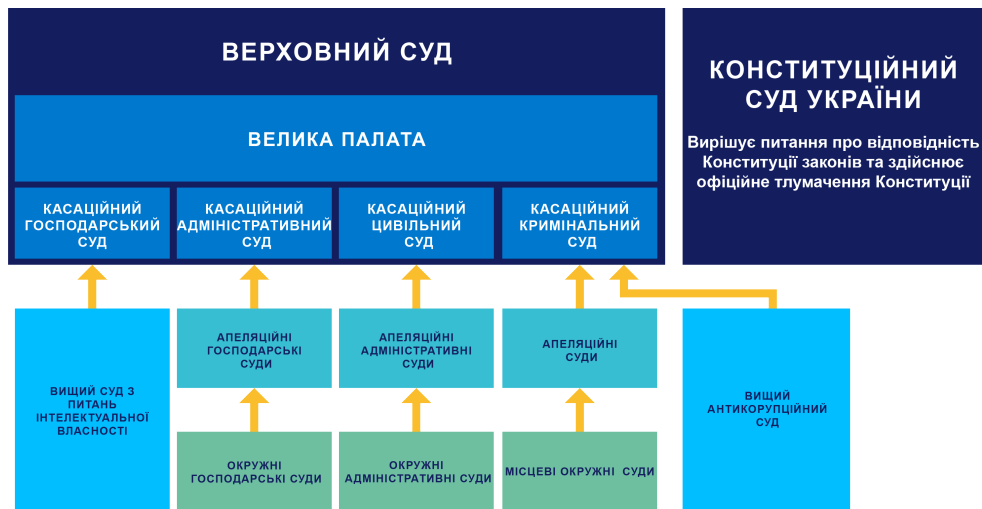 ВЕРХОВНИЙ СУД
ВЕЛИКА ПАЛАТА
КАСАЦІЙНИЙ
ГОСПОДАРСЬКИЙ
СУД
КАСАЦІЙНИЙ
АДМІНІСТРАТИВНИЙ
СУД
КАСАЦІЙНИЙ
ЦИВІЛЬНИЙ
СУД
КАСАЦІЙНИЙ
КРИМІНАЛЬНИЙ
СУД
КОНСТИТУЦІЙНИЙ
СУД УКРАЇНИ
Вирішує питання про відповідність
Конституції законів та здійснює
офіційне тлумачення Конституції
ВИЩИЙ СУД З
ПИТАНЬ
ІНТЕЛЕКТУАЛЬНОЇ
ВЛАСНОСТІ
АПЕЛЯЦІЙНІ
ГОСПОДАРСЬКІ
СУДИ
АПЕЛЯЦІЙНІ
АДМІНІСТРАТИВНІ
СУДИ
АПЕЛЯЦІЙНІ
СУДИ
ВИЩИЙ
АНТИКОРУПЦІЙНИЙ
СУД
ОКРУЖНІ
ГОСПОДАРСЬКІ СУДИ
ОКРУЖНІ
АДМІНІСТРАТИВНІ СУДИ
МІСЦЕВІ ОКРУЖНІ СУДИ